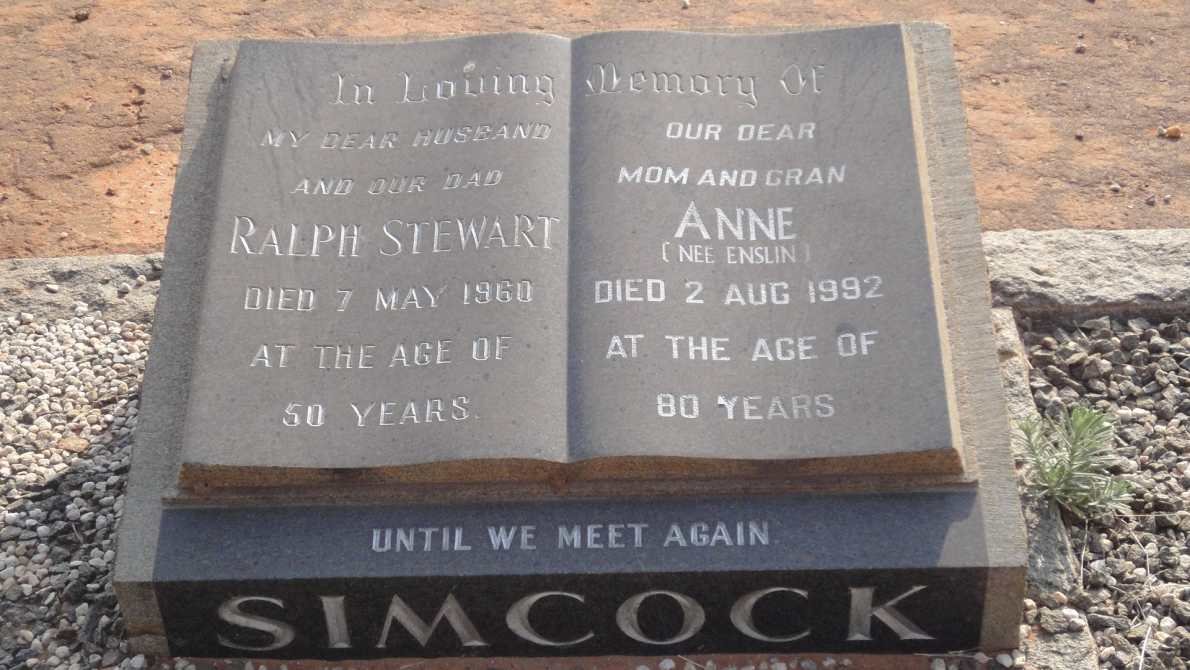 In Loving Memory Of
MY DEAR HUSBAND
AND OUR DAD
RALPH STEWART
DIED 7 MAY 1960
AT THE AGE OF
50 YEARS.
OUR DEAR
MOM AND GRAN
ANNE
(NEE ENSLIN)
DIED 2 AUG 1992
AT THE AGE OF
80 YEARS
UNTIL WE MEET AGAIN.
SIMCOCK